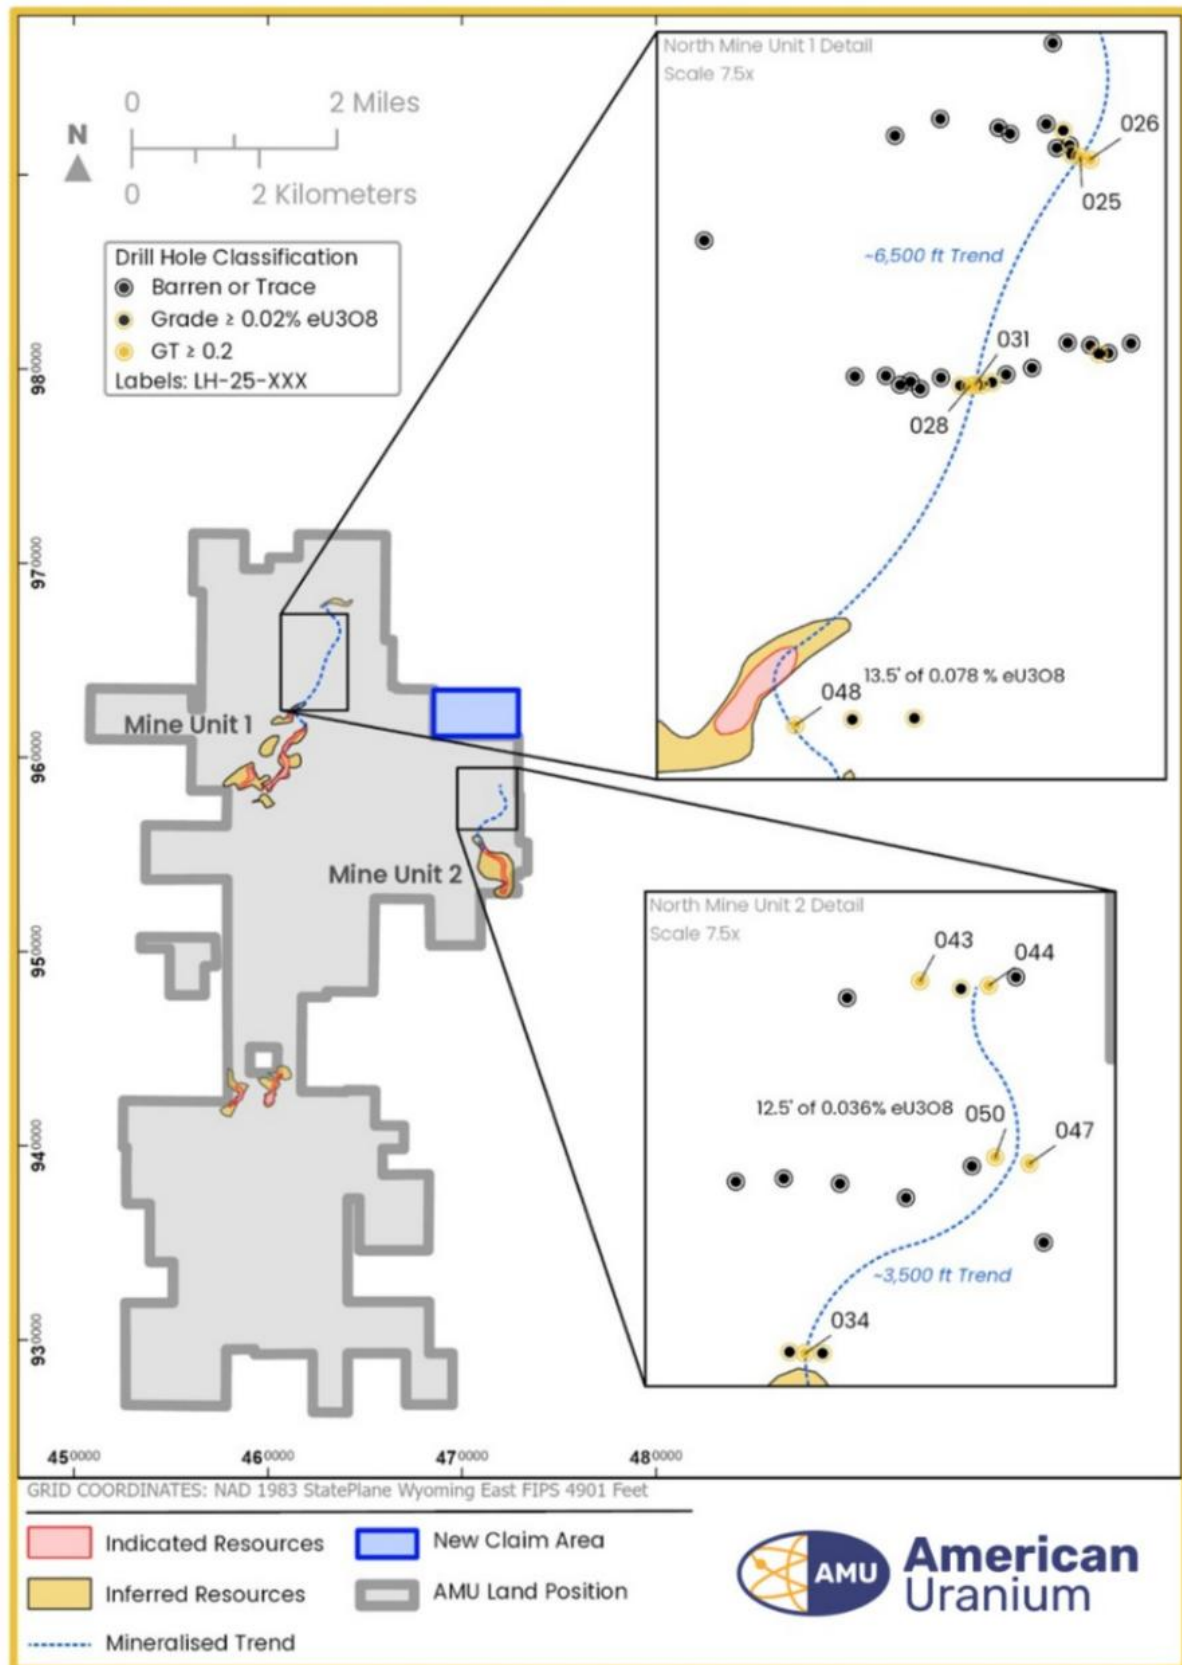 North Mine Unit 1 Detail
Scale 7.5x
0 2 Miles
N
0 2 Kilometers
026
025
~6,500 ft Trend
Drill Hole Classification
Barren or Trace
Grade ≥ 0.02% eU3O8
GT ≥ 0.2
Labels: LH-25-XXX
031
028
13.5' of 0.078 % eU3O8
048
980000
970000
960000
950000
940000
930000
Mine Unit 1
Mine Unit 2
North Mine Unit 2 Detail
Scale 7.5x
043
044
12.5' of 0.036% eU3O8
050
047
~3,500 ft Trend
034
450000 460000 470000 480000
GRID COORDINATES: NAD 1983 StatePlane Wyoming East FIPS 4901 Feet
Indicated Resources
New Claim Area
Inferred Resources
AMU Land Position
Mineralised Trend
AMU
American
Uranium